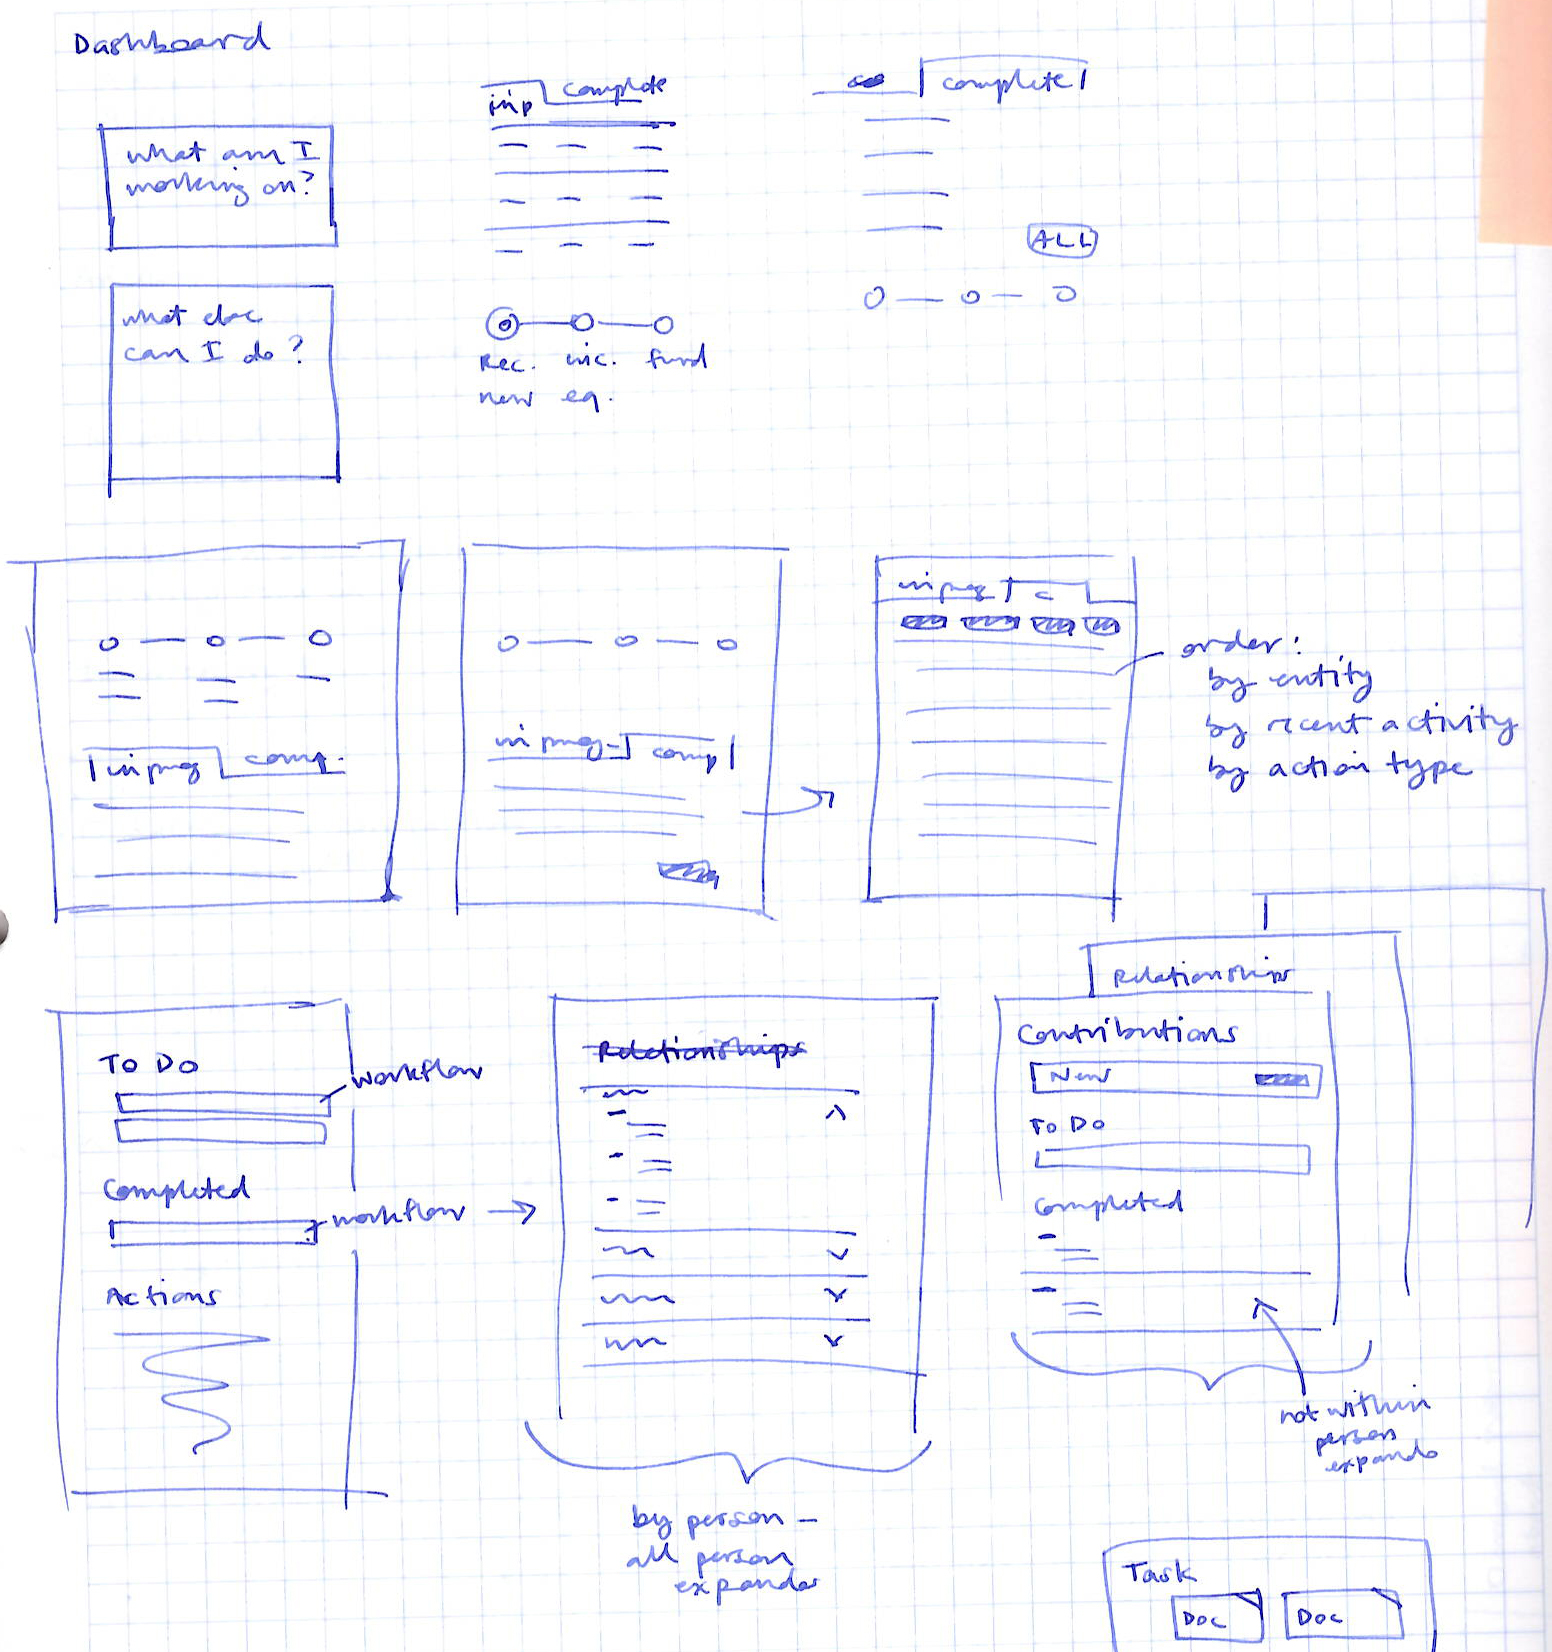 Dashboard
what am I
working on?
what else
can I do?
inp complete
Rec. inc. fund
new eq.
complete
ALL
in prog comp.
in prog comp
in prog c
order:
by entity
by recent activity
by action type
To Do
workflow
Completed
workflow
Actions
Relationships
by person -
all person
expandos
Relationships
Contributions
New
To Do
Completed
not within
person
expando
Task
Doc Doc